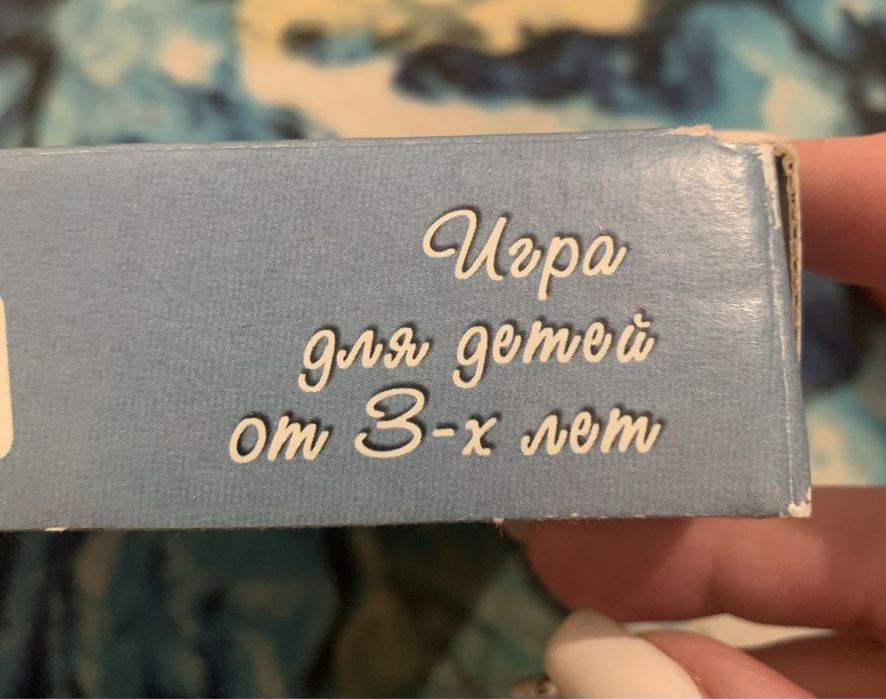 Игра
для детей
от 3-х лет